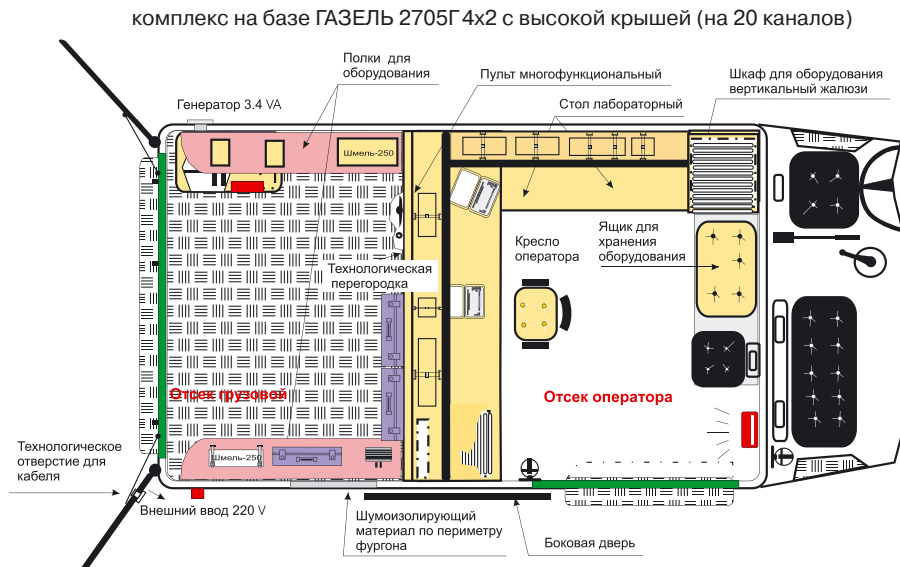 комплекс на базе ГАЗЕЛЬ 2705Г 4х2 с высокой крышей (на 20 каналов)
Полки для
оборудования
Пульт многофункциональный
Шкаф для оборудования
вертикальный жалюзи
Генератор 3.4 VA
Стол лабораторный
Шмель-250
Кресло
оператора
Ящик для
хранения
оборудования
Технологическая
перегородка
Отсек грузовой
Отсек оператора
Шмель-250
Технологическое
отверстие для
кабеля
Внешний ввод 220 V
Шумоизолирующий
материал по периметру
фургона
Боковая дверь